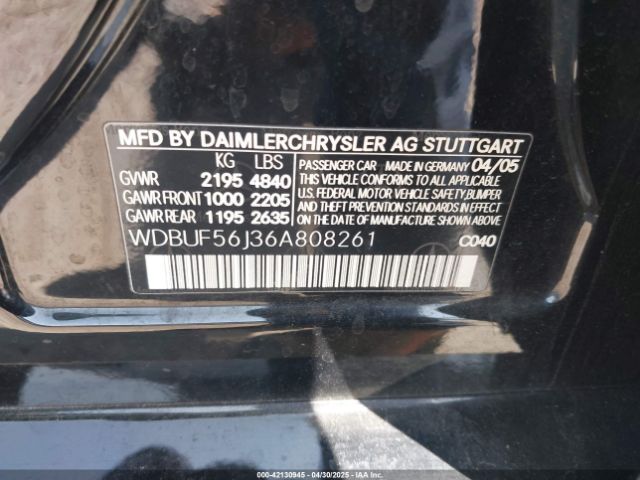 MFD BY DAIMLERCHRYSLER AG STUTTGART
KG LBS
GVWR 2195 4840
GAWR FRONT 1000 2205
GAWR REAR 1195 2635
PASSENGER CAR MADE IN GERMANY 04/05
THIS VEHICLE CONFORMS TO ALL APPLICABLE
U.S. FEDERAL MOTOR VEHICLE SAFETY, BUMPER
AND THEFT PREVENTION STANDARDS IN EFFECT
ON THE DATE OF MANUFACTURE SHOWN ABOVE.
WDBUF56J36A808261 C040
000-42130945 - 04/30/2025 - IAAI INC.